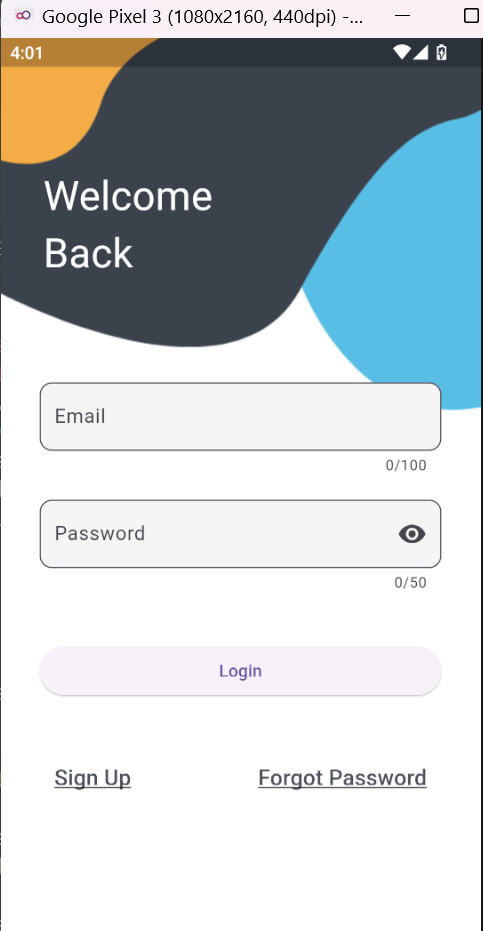 Google Pixel 3 (1080x2160, 440dpi) -...
4:01
Welcome
Back
Email
0/100
Password
0/50
Login
Sign Up
Forgot Password